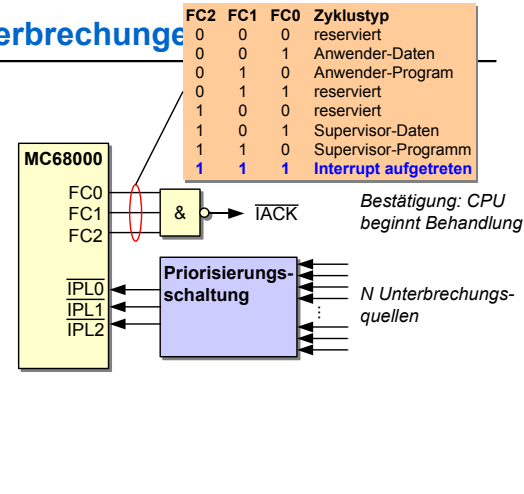 erbrechunge
FC2 FC1 FC0 Zyklustyp
0 0 0 reserviert
0 0 1 Anwender-Daten
0 1 0 Anwender-Program
0 1 1 reserviert
1 0 0 reserviert
1 0 1 Supervisor-Daten
1 1 0 Supervisor-Programm
1 1 1 Interrupt aufgetreten
MC68000
FC0
FC1
FC2
&
IACK
Bestätigung: CPU
beginnt Behandlung
IPL0
IPL1
IPL2
Priorisierungs-
schaltung
N Unterbrechungs-
quellen